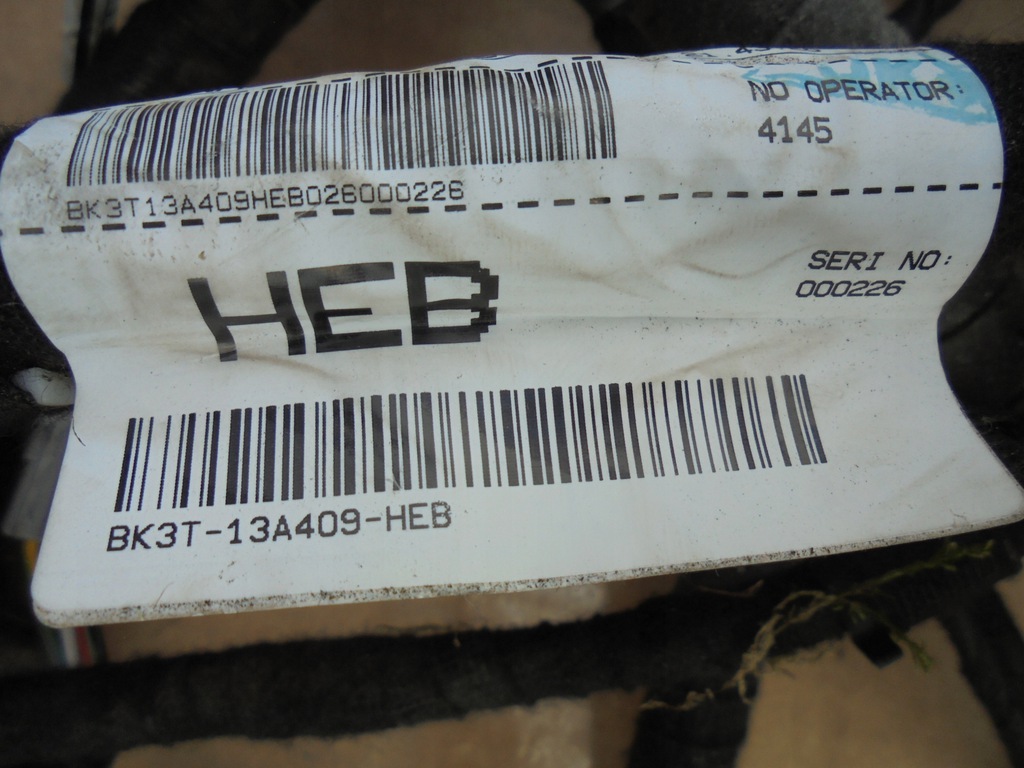 NO OPERATOR:
4145
BK3T13A409HEB026000226
SERI NO:
000226
HEB
BK3T-13A409-HEB